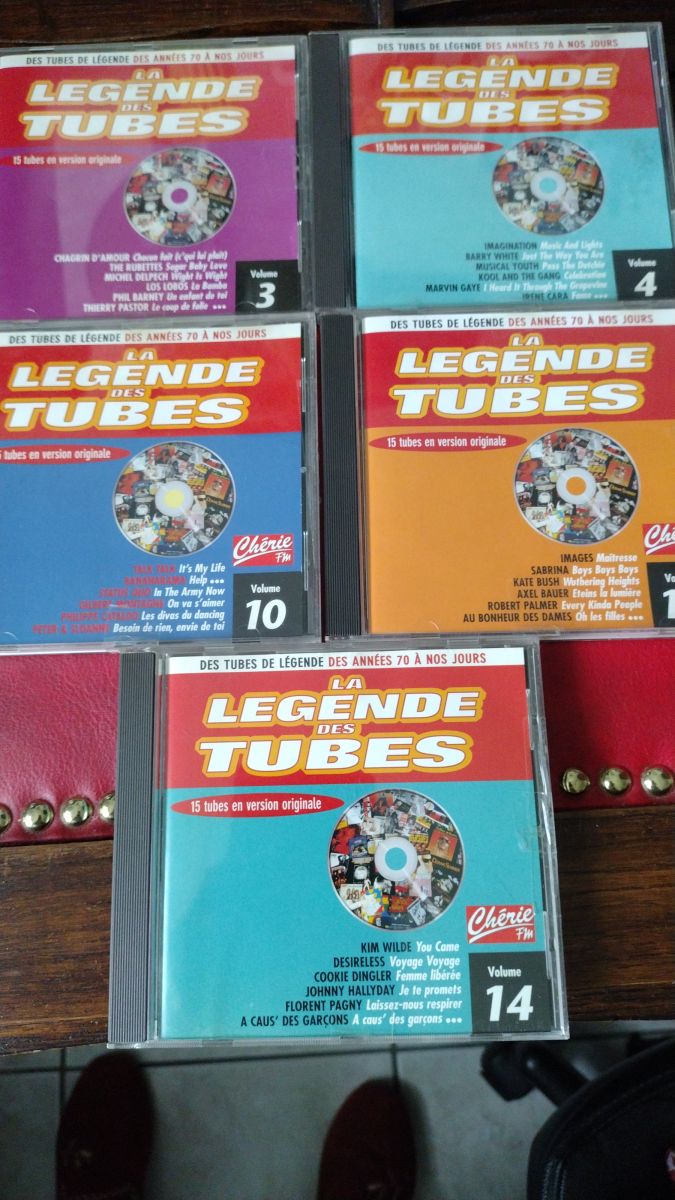 DES TUBES DE LÉGENDE DES ANNÉES 70 À NOS JOURS
LA
LEGENDE
DES
TUBES
15 tubes en version originale
CHAGRIN D'AMOUR Chacun fait (c'qui lui plaît)
THE RUBETTES Sugar Baby Love
MICHEL DELPECH Wight Is Wight
LOS LOBOS La Bamba
PHIL BARNEY Un enfant de toi
THIERRY PASTOR Le coup de folie •••
Volume
3
DES TUBES DE LÉGENDE DES ANNÉES 70 À NOS JOURS
LA
LEGENDE
DES
TUBES
15 tubes en version originale
IMAGINATION Music And Lights
BARRY WHITE Just The Way You Are
MUSICAL YOUTH Pass The Dutchie
KOOL AND THE GANG Celebration
MARVIN GAYE I Heard It Through The Grapevine
IRENE CARA Fame •••
Volume
4
DES TUBES DE LÉGENDE DES ANNÉES 70 À NOS JOURS
LA
LEGENDE
DES
TUBES
tubes en version originale
TALK TALK It's My Life
BANANARAMA Help •••
STATUS QUO In The Army Now
GILBERT MONTAGNE On va s'aimer
PHILIPPE CATALDO Les divas du dancing
PETER & SLOANNE Besoin de rien, envie de toi
Chérie FM
Volume
10
DES TUBES DE LÉGENDE DES ANNÉES 70 À NOS JOURS
LA
LEGENDE
DES
TUBES
15 tubes en version originale
IMAGES Maîtresse
SABRINA Boys Boys Boys
KATE BUSH Wuthering Heights
AXEL BAUER Eteins la lumière
ROBERT PALMER Every Kinda People
AU BONHEUR DES DAMES Oh les filles •••
DES TUBES DE LÉGENDE DES ANNÉES 70 À NOS JOURS
LA
LEGENDE
DES
TUBES
15 tubes en version originale
KIM WILDE You Came
DESIRELESS Voyage Voyage
COOKIE DINGLER Femme libérée
JOHNNY HALLYDAY Je te promets
FLORENT PAGNY Laissez-nous respirer
A CAUS' DES GARÇONS A caus' des garçons •••
Chérie FM
Volume
14